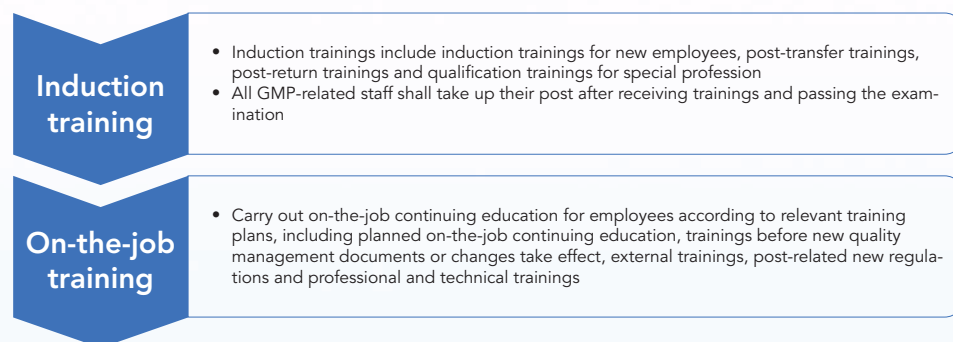 Induction
training
• Induction trainings include induction trainings for new employees, post-transfer trainings,
post-return trainings and qualification trainings for special profession
• All GMP-related staff shall take up their post after receiving trainings and passing the exam-
ination
On-the-job
training
• Carry out on-the-job continuing education for employees according to relevant training
plans, including planned on-the-job continuing education, trainings before new quality
management documents or changes take effect, external trainings, post-related new regula-
tions and professional and technical trainings